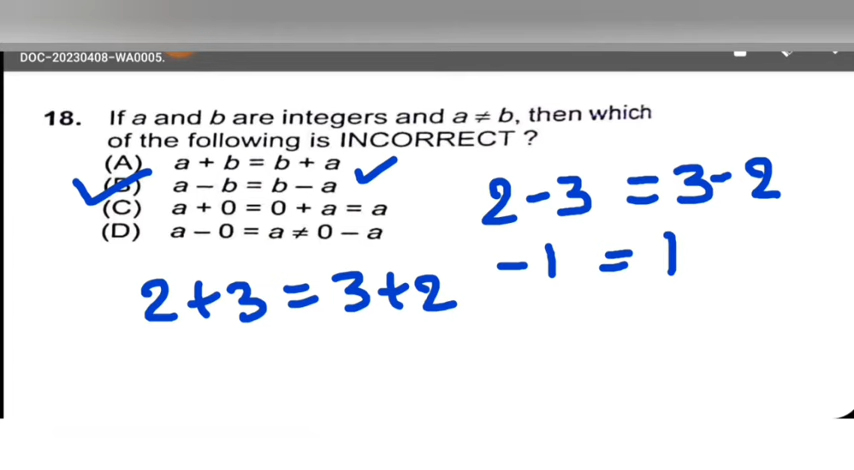 DOC-20230408-WA0005.
18. If a and b are integers and a ≠ b, then which
of the following is INCORRECT ?
(A) a + b = b + a
(B) a − b = b − a
(C) a + 0 = 0 + a = a
(D) a − 0 = a ≠ 0 − a
2 - 3 = 3 - 2
- 1 = 1
2 + 3 = 3 + 2